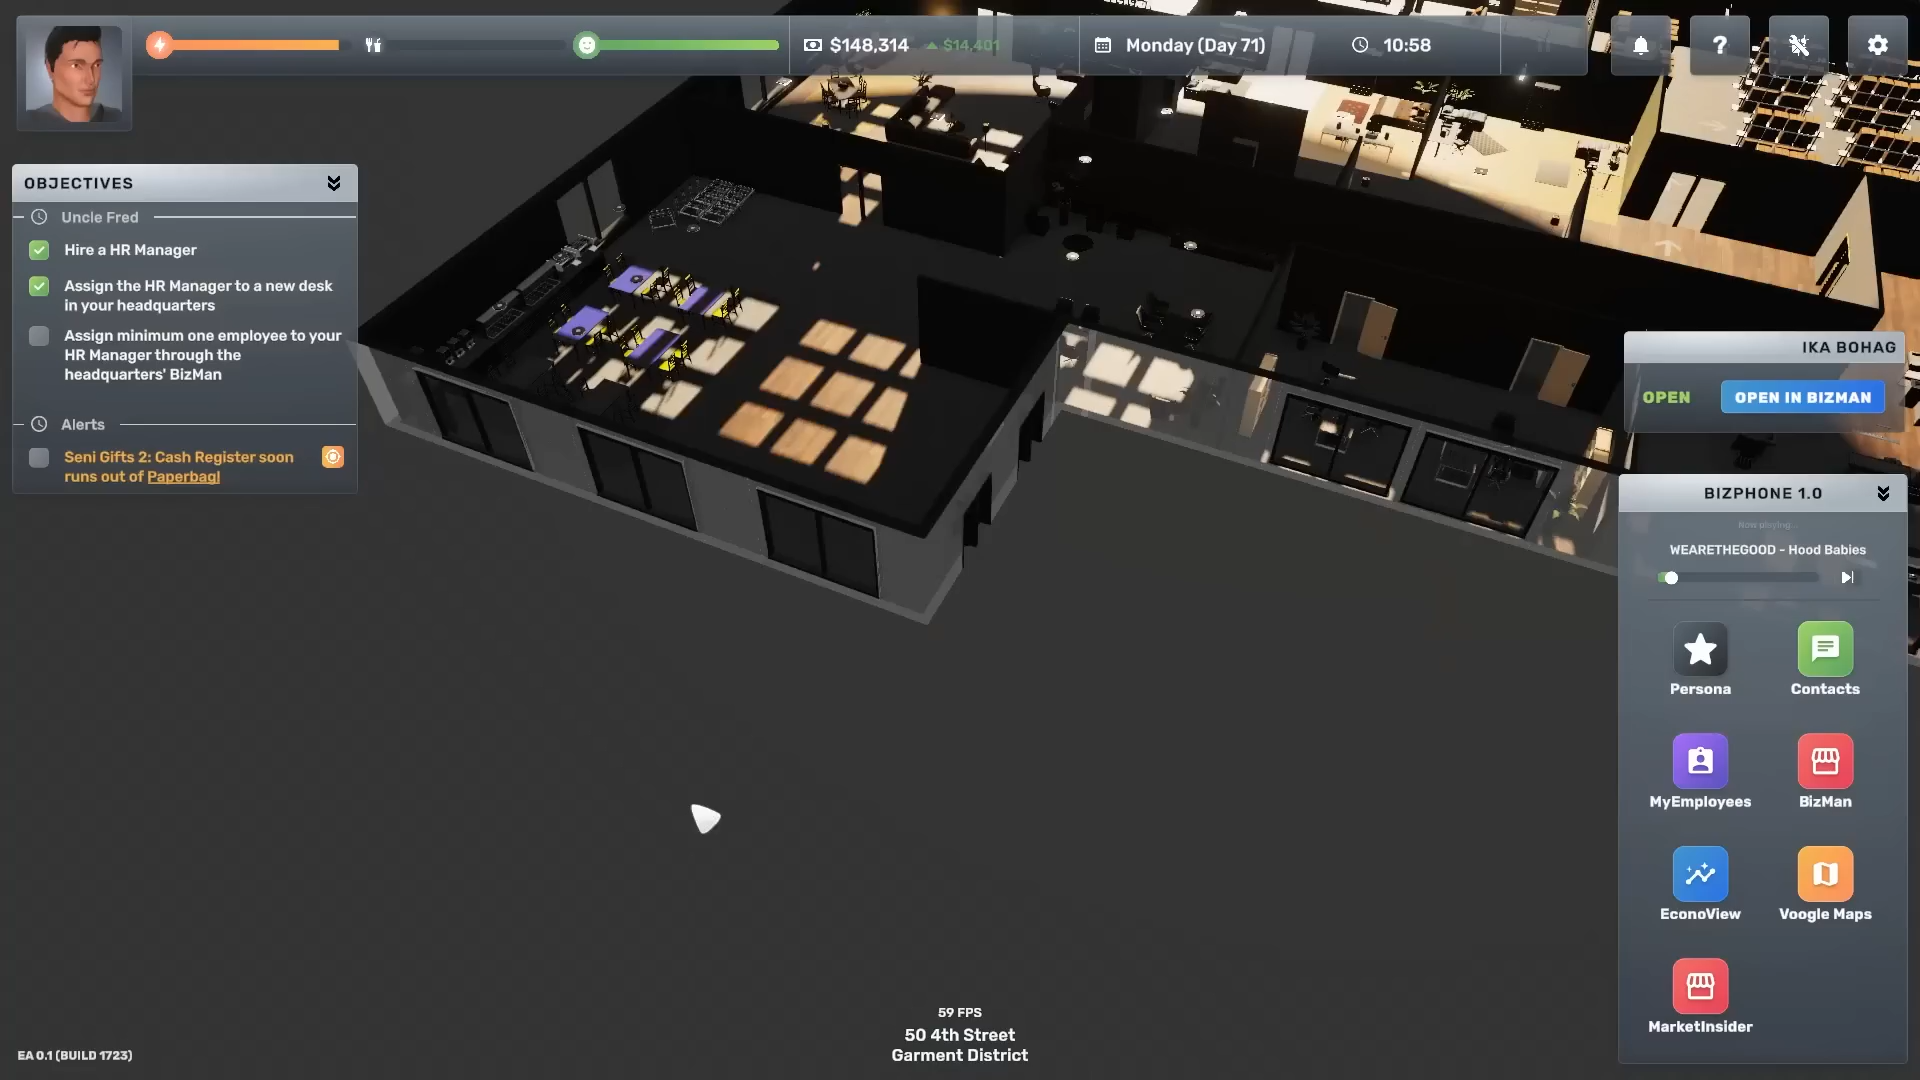 $148,314
$14,401
Monday (Day 71)
10:58
?
OBJECTIVES
Uncle Fred
Hire a HR Manager
Assign the HR Manager to a new desk
in your headquarters
Assign minimum one employee to your
HR Manager through the
headquarters' BizMan
Alerts
Seni Gifts 2: Cash Register soon
runs out of Paperbag!
IKA BOHAG
OPEN
OPEN IN BIZMAN
BIZPHONE 1.0
Now playing...
WEARETHEGOOD - Hood Babies
Persona
Contacts
MyEmployees
BizMan
EconoView
Voogle Maps
MarketInsider
59 FPS
50 4th Street
Garment District
EA 0.1 (BUILD 1723)